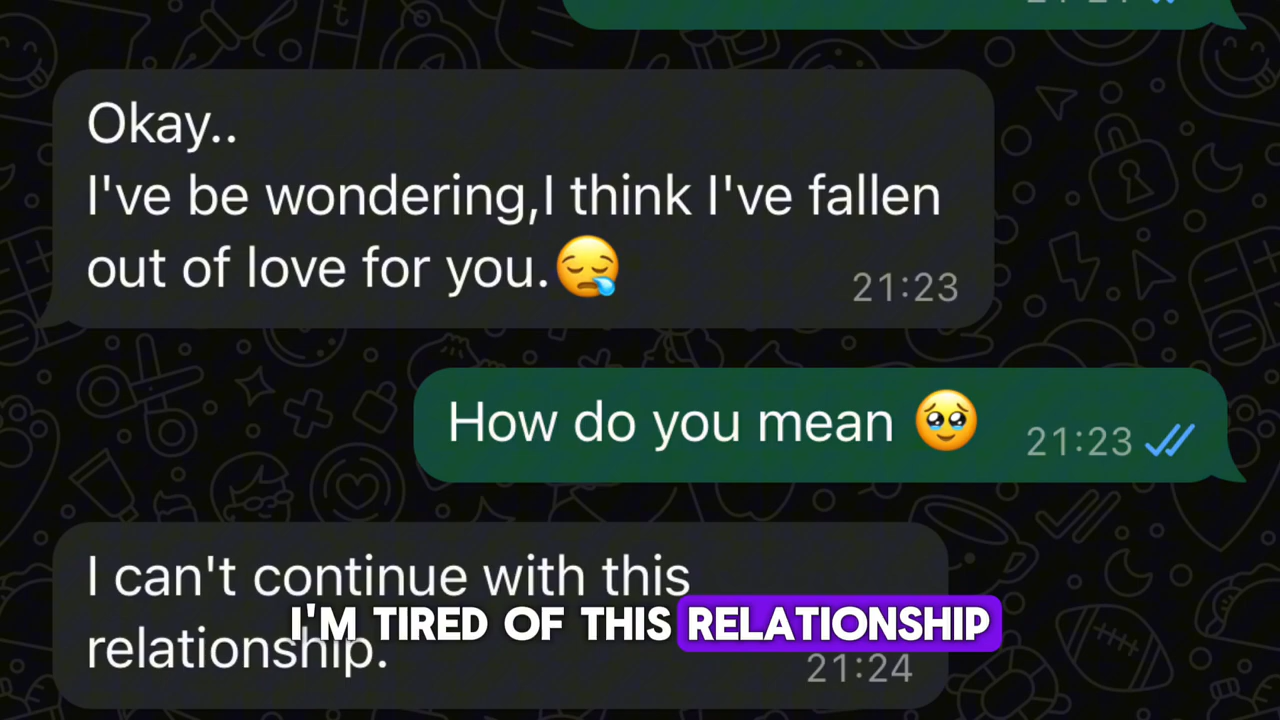 Okay..
I've be wondering,I think I've fallen
out of love for you.😪
21:23
How do you mean 🥹
21:23
I can't continue with this
I'M TIRED OF THIS RELATIONSHIP
relationship.
21:24